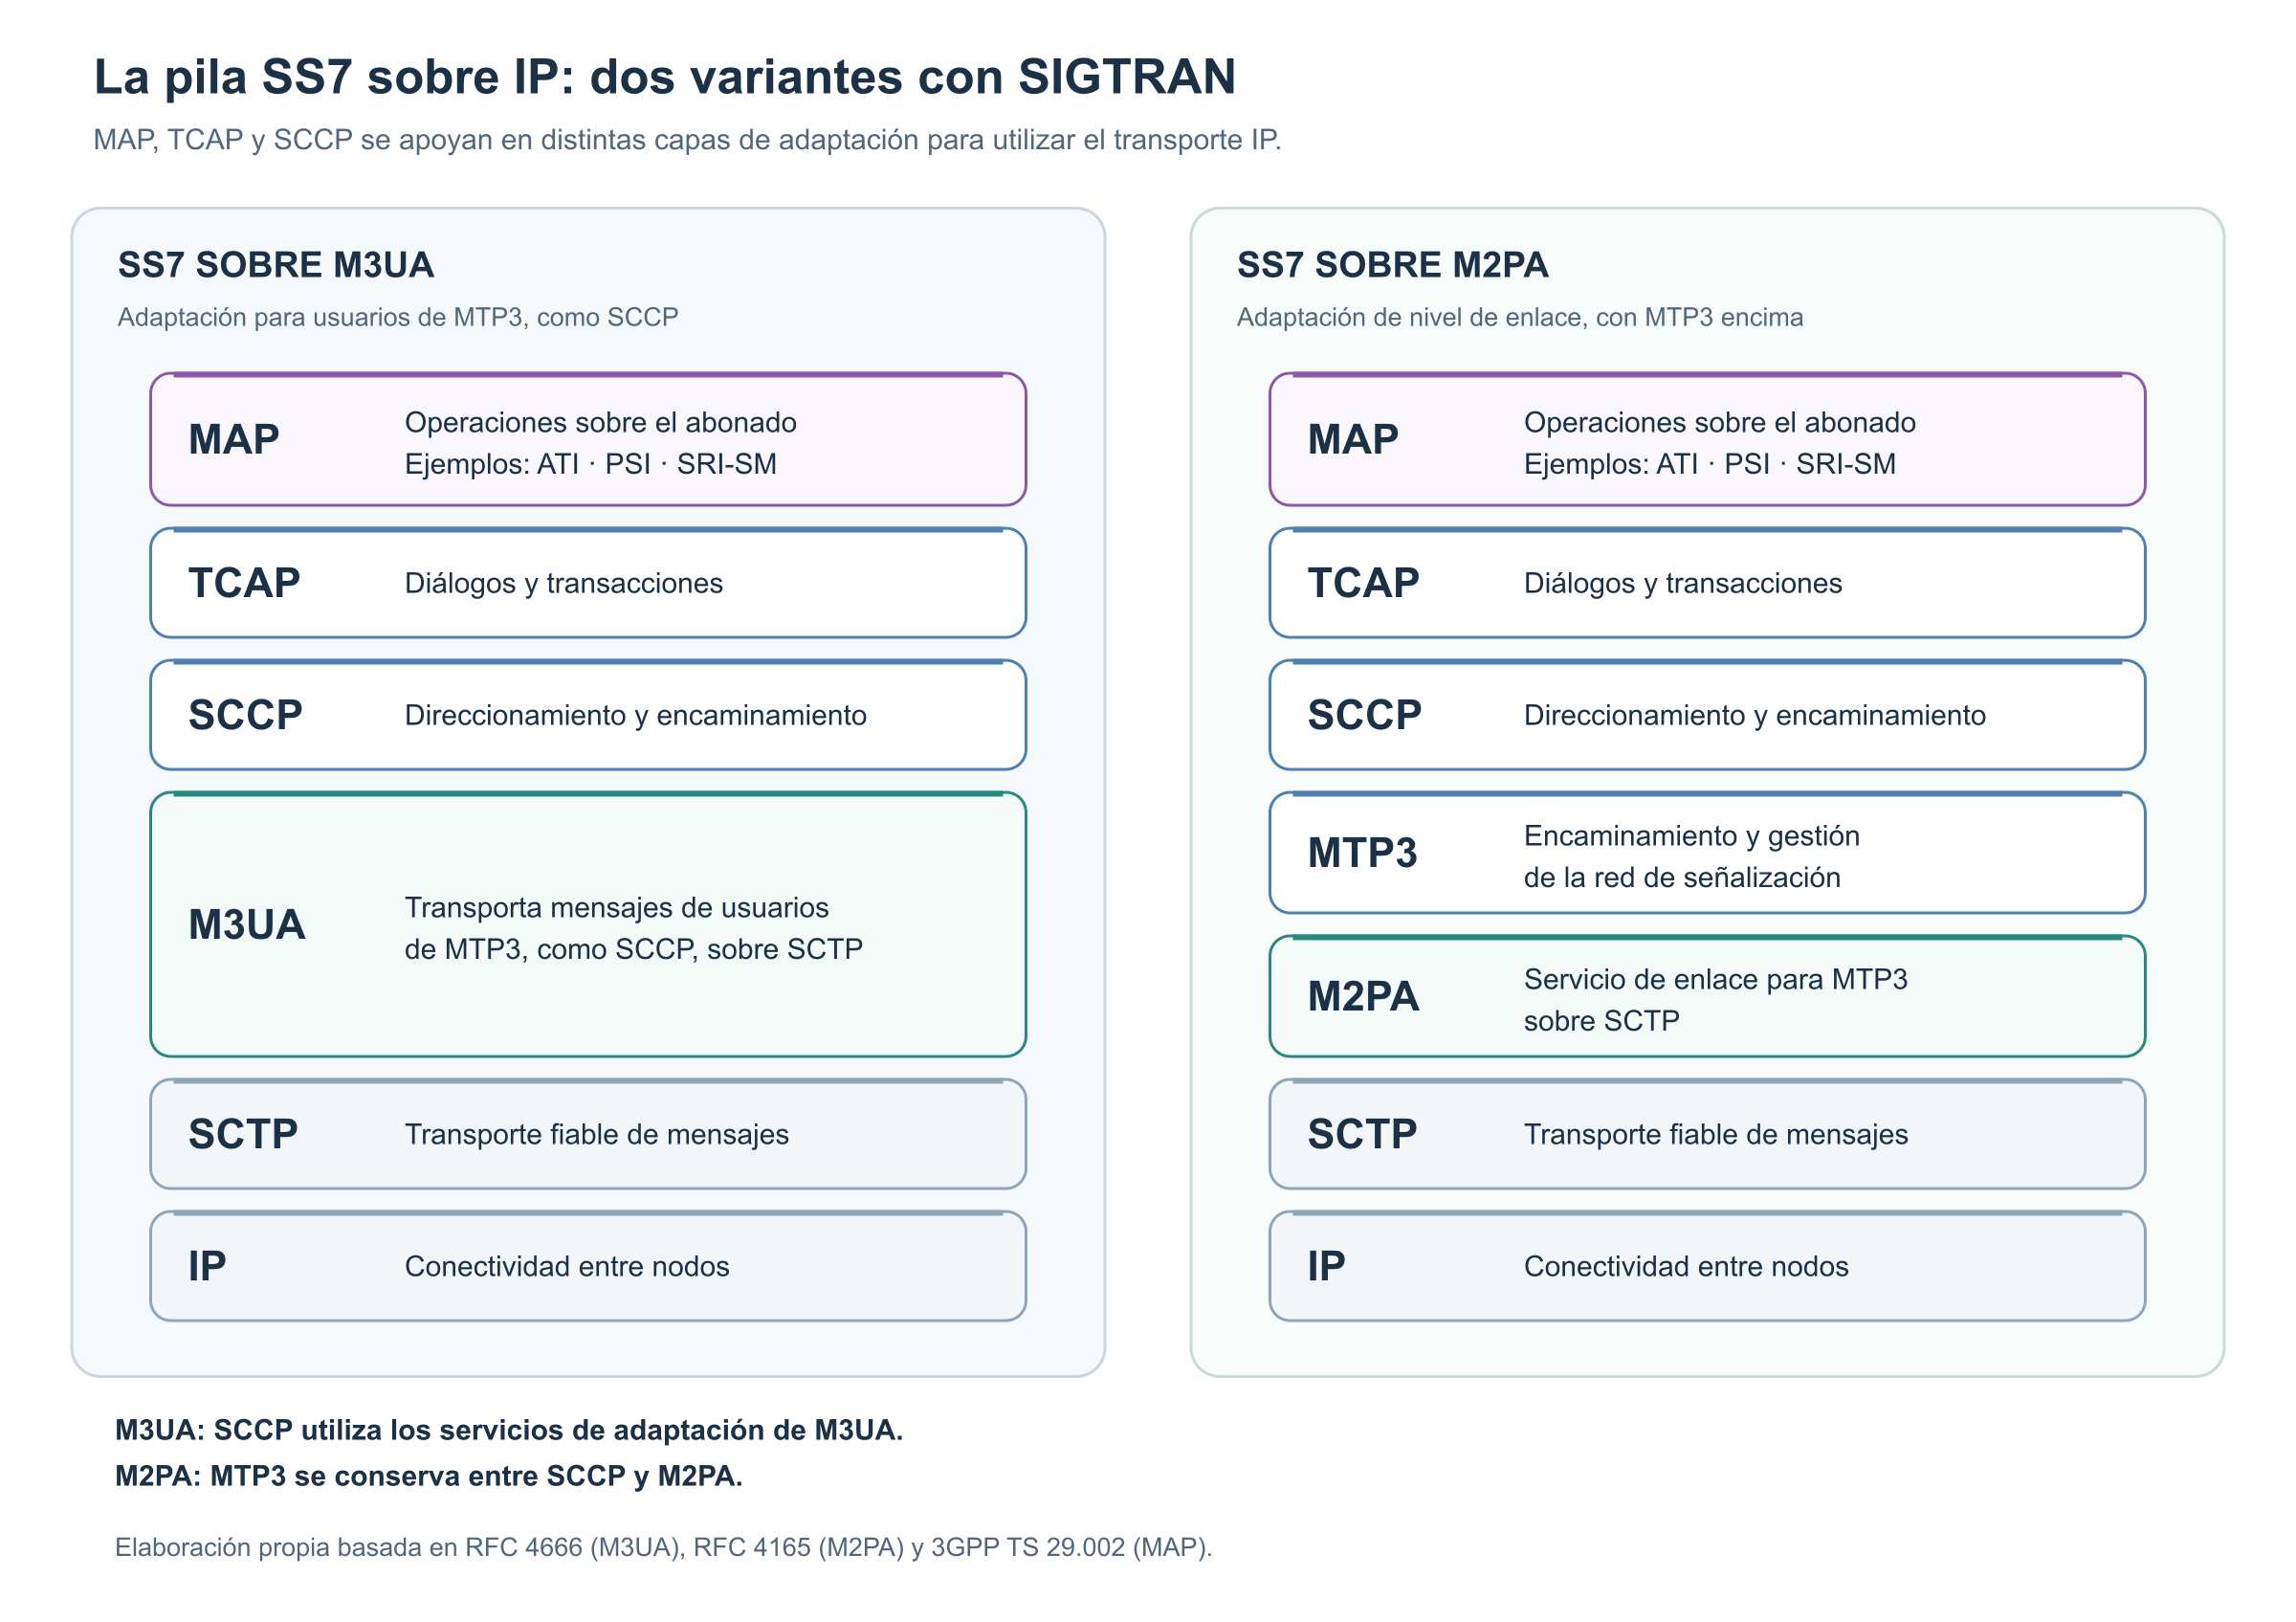 La pila SS7 sobre IP: dos variantes con SIGTRAN
MAP, TCAP y SCCP se apoyan en distintas capas de adaptación para utilizar el transporte IP.
SS7 SOBRE M3UA
Adaptación para usuarios de MTP3, como SCCP
MAP
Operaciones sobre el abonado
Ejemplos: ATI · PSI · SRI-SM
TCAP
Diálogos y transacciones
SCCP
Direccionamiento y encaminamiento
M3UA
Transporta mensajes de usuarios
de MTP3, como SCCP, sobre SCTP
SCTP
Transporte fiable de mensajes
IP
Conectividad entre nodos
SS7 SOBRE M2PA
Adaptación de nivel de enlace, con MTP3 encima
MAP
Operaciones sobre el abonado
Ejemplos: ATI · PSI · SRI-SM
TCAP
Diálogos y transacciones
SCCP
Direccionamiento y encaminamiento
MTP3
Encaminamiento y gestión
de la red de señalización
M2PA
Servicio de enlace para MTP3
sobre SCTP
SCTP
Transporte fiable de mensajes
IP
Conectividad entre nodos
M3UA: SCCP utiliza los servicios de adaptación de M3UA.
M2PA: MTP3 se conserva entre SCCP y M2PA.
Elaboración propia basada en RFC 4666 (M3UA), RFC 4165 (M2PA) y 3GPP TS 29.002 (MAP).